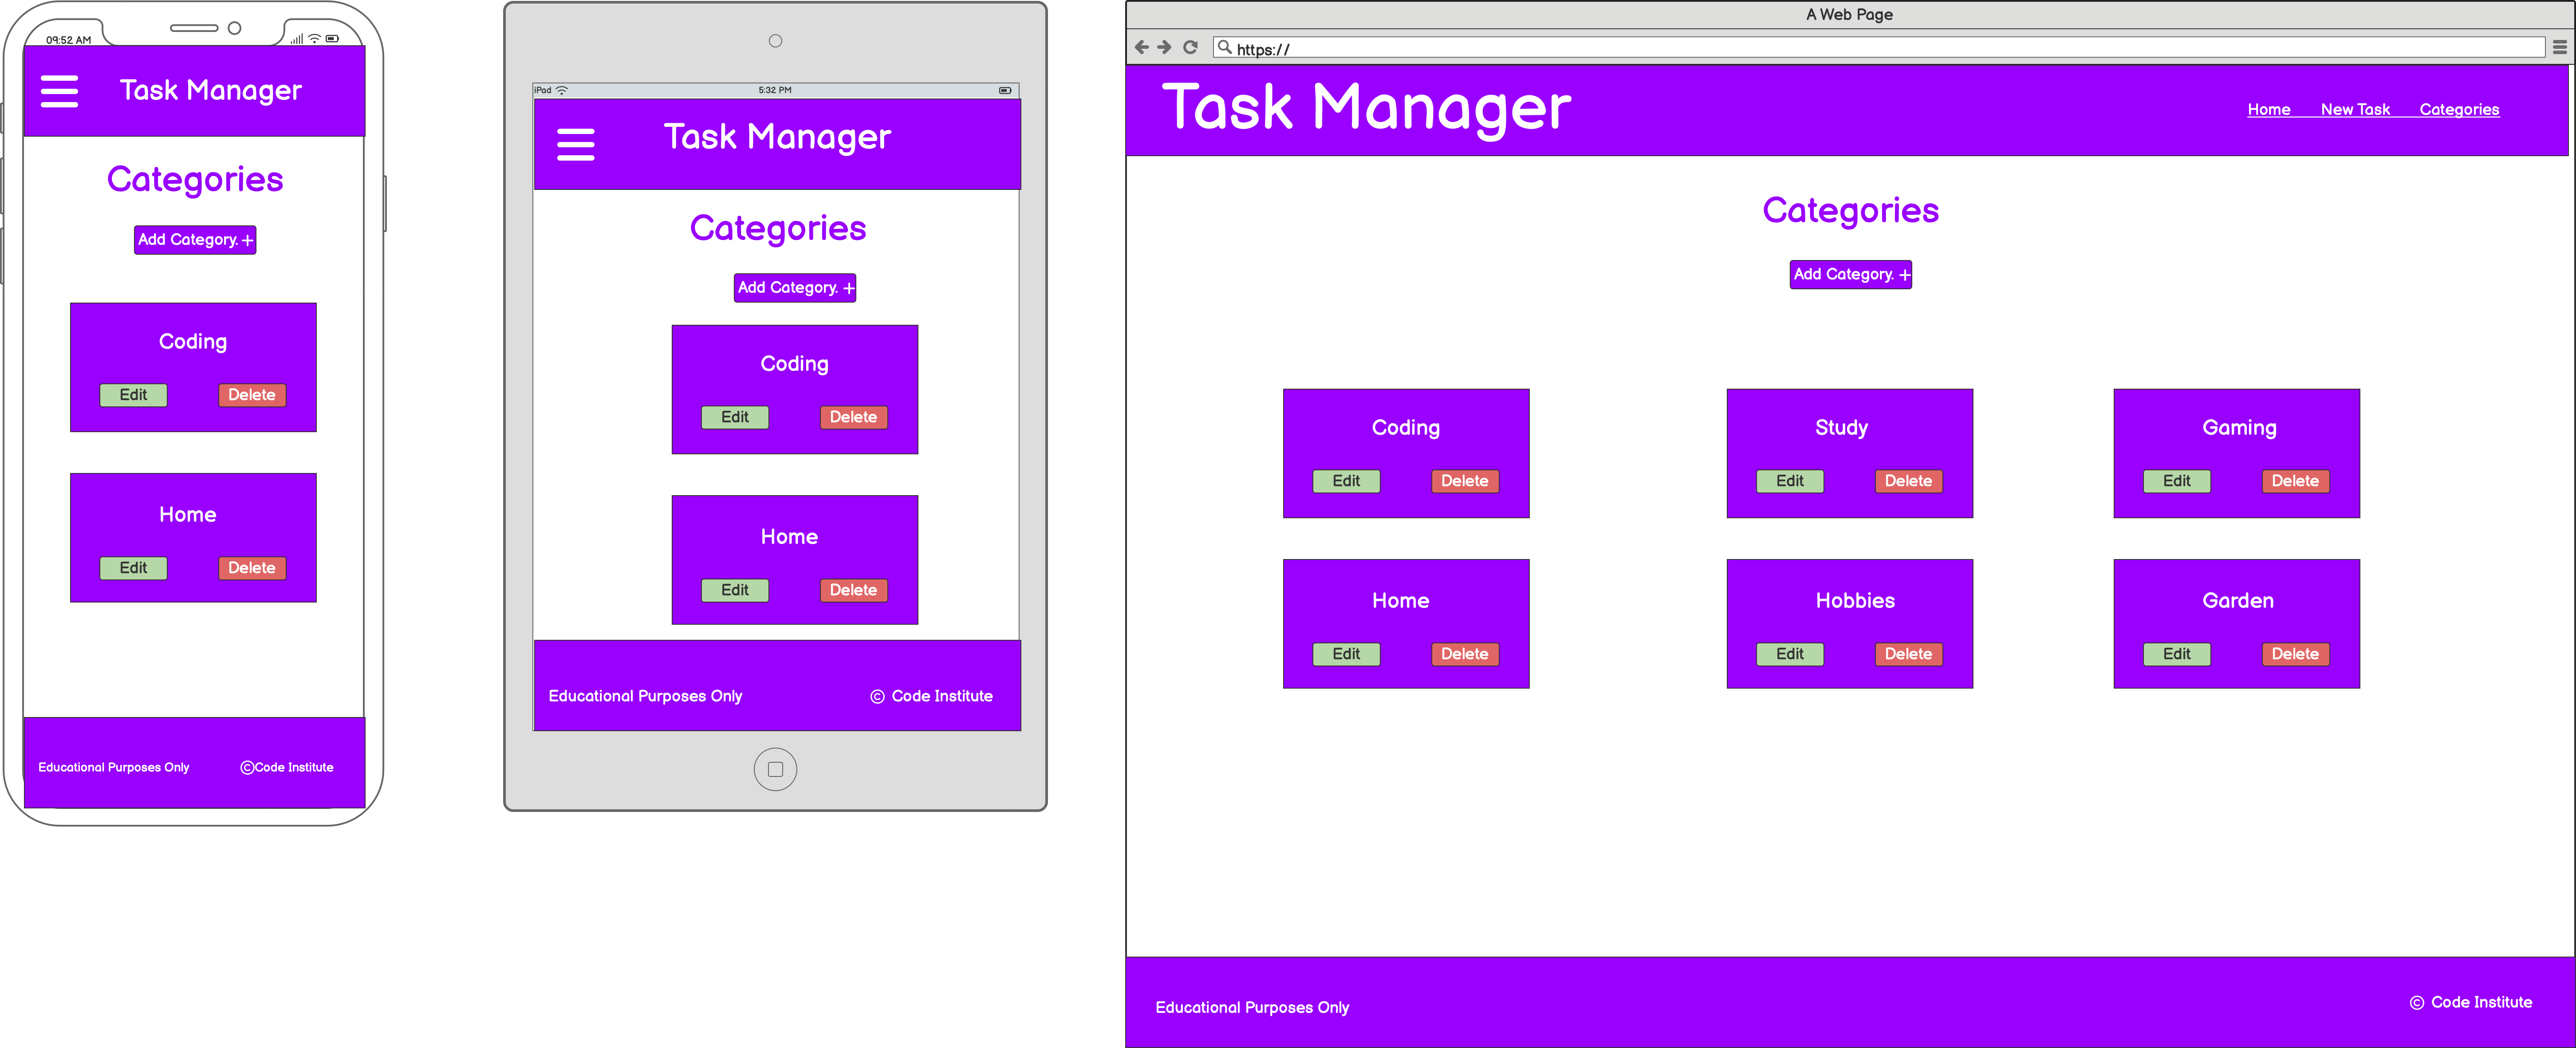 09:52 AM
Task Manager
Categories
Add Category. +
Coding
Edit Delete
Home
Edit Delete
Educational Purposes Only ©Code Institute
iPad 5:32 PM
Task Manager
Categories
Add Category. +
Coding
Edit Delete
Home
Edit Delete
Educational Purposes Only © Code Institute
A Web Page
https://
Task Manager Home New Task Categories
Categories
Add Category. +
Coding Study Gaming
Edit Delete Edit Delete Edit Delete
Home Hobbies Garden
Edit Delete Edit Delete Edit Delete
Educational Purposes Only © Code Institute